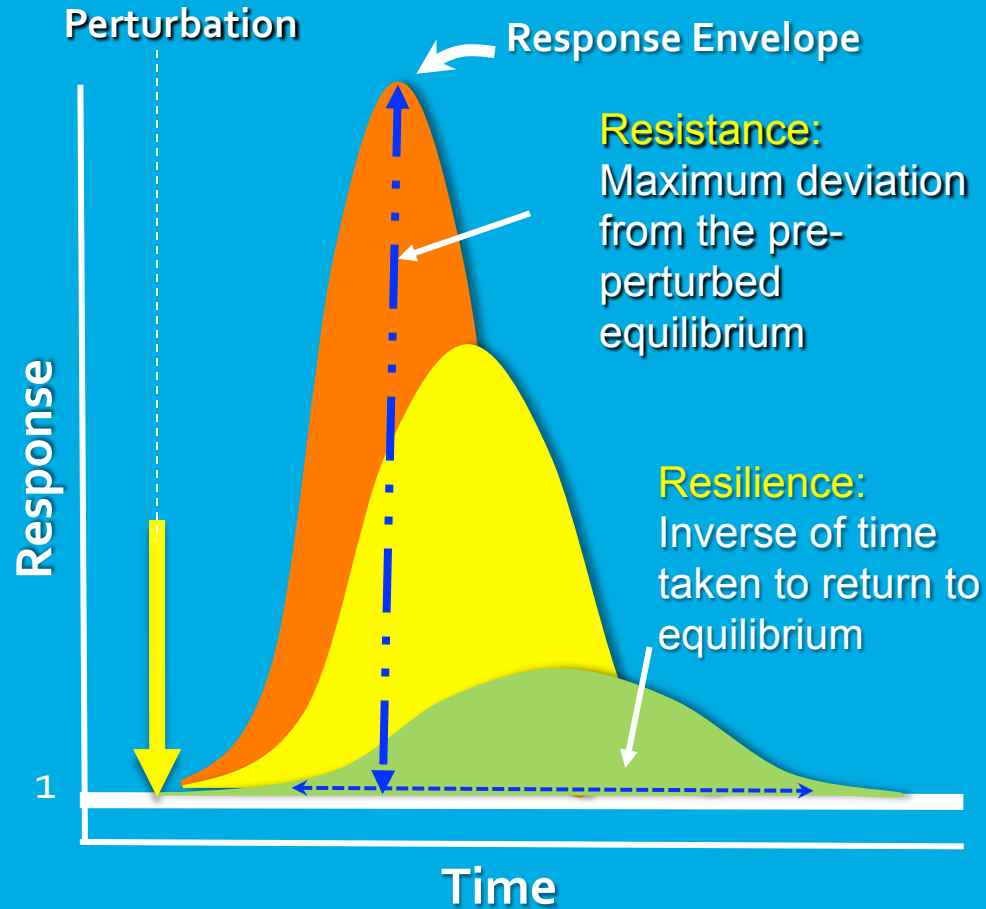 Perturbation
Response Envelope
Resistance:
Maximum deviation
from the pre-
perturbed
equilibrium
Response
Resilience:
Inverse of time
taken to return to
equilibrium
1
Time